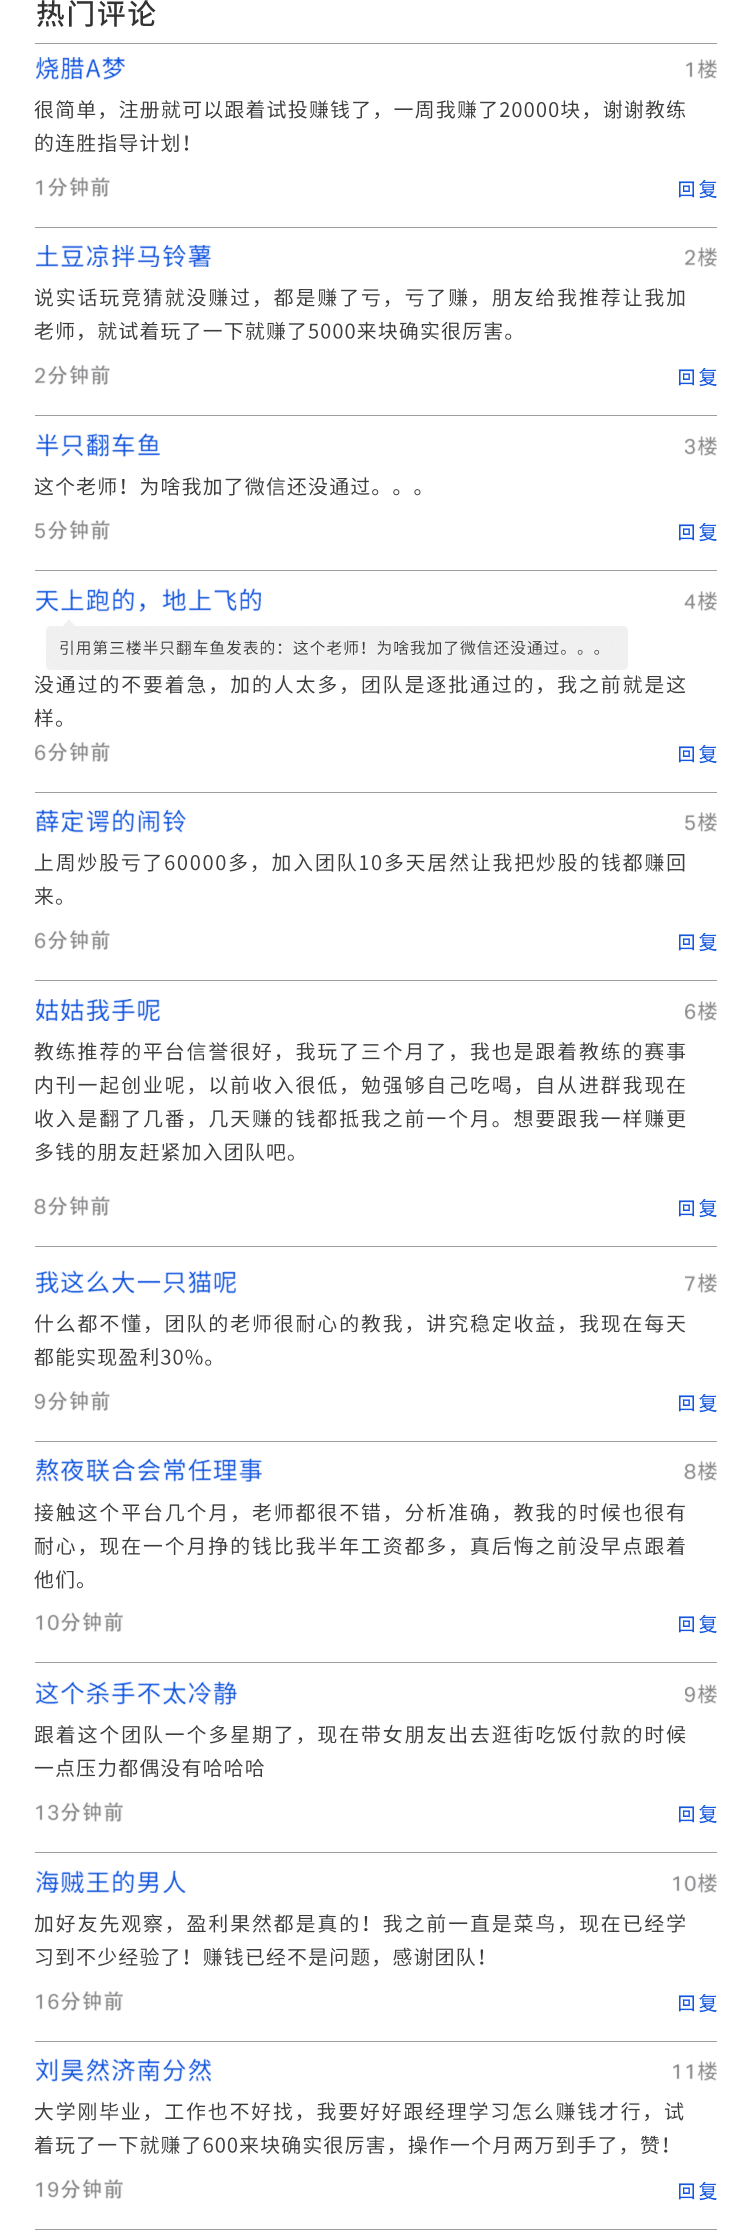 热门评论
烧腊A梦
1楼
很简单，注册就可以跟着试投赚钱了，一周我赚了20000块，谢谢教练
的连胜指导计划！
1分钟前
回复
土豆凉拌马铃薯
2楼
说实话玩竞猜就没赚过，都是赚了亏，亏了赚，朋友给我推荐让我加
老师，就试着玩了一下就赚了5000来块确实很厉害。
2分钟前
回复
半只翻车鱼
3楼
这个老师！为啥我加了微信还没通过。。。
5分钟前
回复
天上跑的，地上飞的
4楼
引用第三楼半只翻车鱼发表的：这个老师！为啥我加了微信还没通过。。。
没通过的不要着急，加的人太多，团队是逐批通过的，我之前就是这
样。
6分钟前
回复
薛定谔的闹铃
5楼
上周炒股亏了60000多，加入团队10多天居然让我把炒股的钱都赚回
来。
6分钟前
回复
姑姑我手呢
6楼
教练推荐的平台信誉很好，我玩了三个月了，我也是跟着教练的赛事
内刊一起创业呢，以前收入很低，勉强够自己吃喝，自从进群我现在
收入是翻了几番，几天赚的钱都抵我之前一个月。想要跟我一样赚更
多钱的朋友赶紧加入团队吧。
8分钟前
回复
我这么大一只猫呢
7楼
什么都不懂，团队的老师很耐心的教我，讲究稳定收益，我现在每天
都能实现盈利30%。
9分钟前
回复
熬夜联合会常任理事
8楼
接触这个平台几个月，老师都很不错，分析准确，教我的时候也很有
耐心，现在一个月挣的钱比我半年工资都多，真后悔之前没早点跟着
他们。
10分钟前
回复
这个杀手不太冷静
9楼
跟着这个团队一个多星期了，现在带女朋友出去逛街吃饭付款的时候
一点压力都偶没有哈哈哈
13分钟前
回复
海贼王的男人
10楼
加好友先观察，盈利果然都是真的！我之前一直是菜鸟，现在已经学
习到不少经验了！赚钱已经不是问题，感谢团队！
16分钟前
回复
刘昊然济南分然
11楼
大学刚毕业，工作也不好找，我要好好跟经理学习怎么赚钱才行，试
着玩了一下就赚了600来块确实很厉害，操作一个月两万到手了，赞！
19分钟前
回复